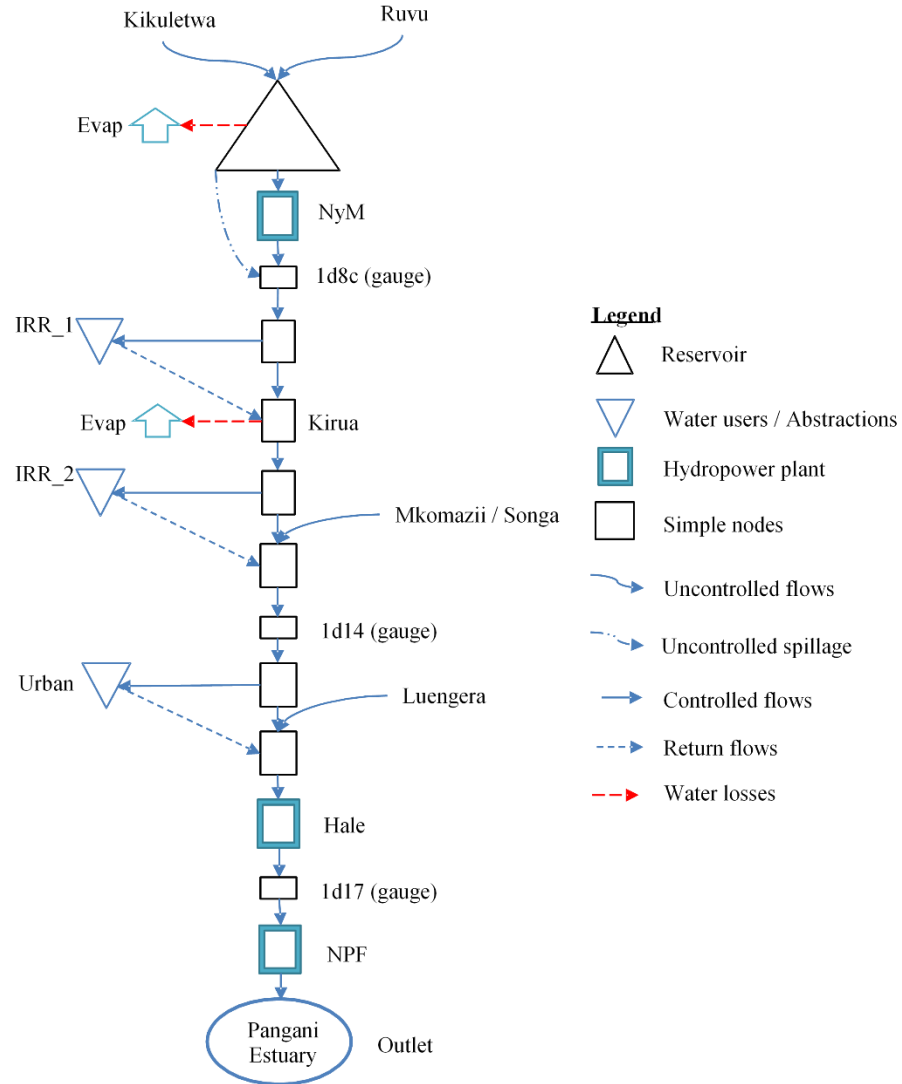 Kikuletwa
Ruvu
Evap
NyM
1d8c (gauge)
IRR_1
Evap
Kirua
IRR_2
Mkomazii / Songa
1d14 (gauge)
Urban
Luengera
Hale
1d17 (gauge)
NPF
Pangani
Estuary
Outlet
Legend
Reservoir
Water users / Abstractions
Hydropower plant
Simple nodes
Uncontrolled flows
Uncontrolled spillage
Controlled flows
Return flows
Water losses